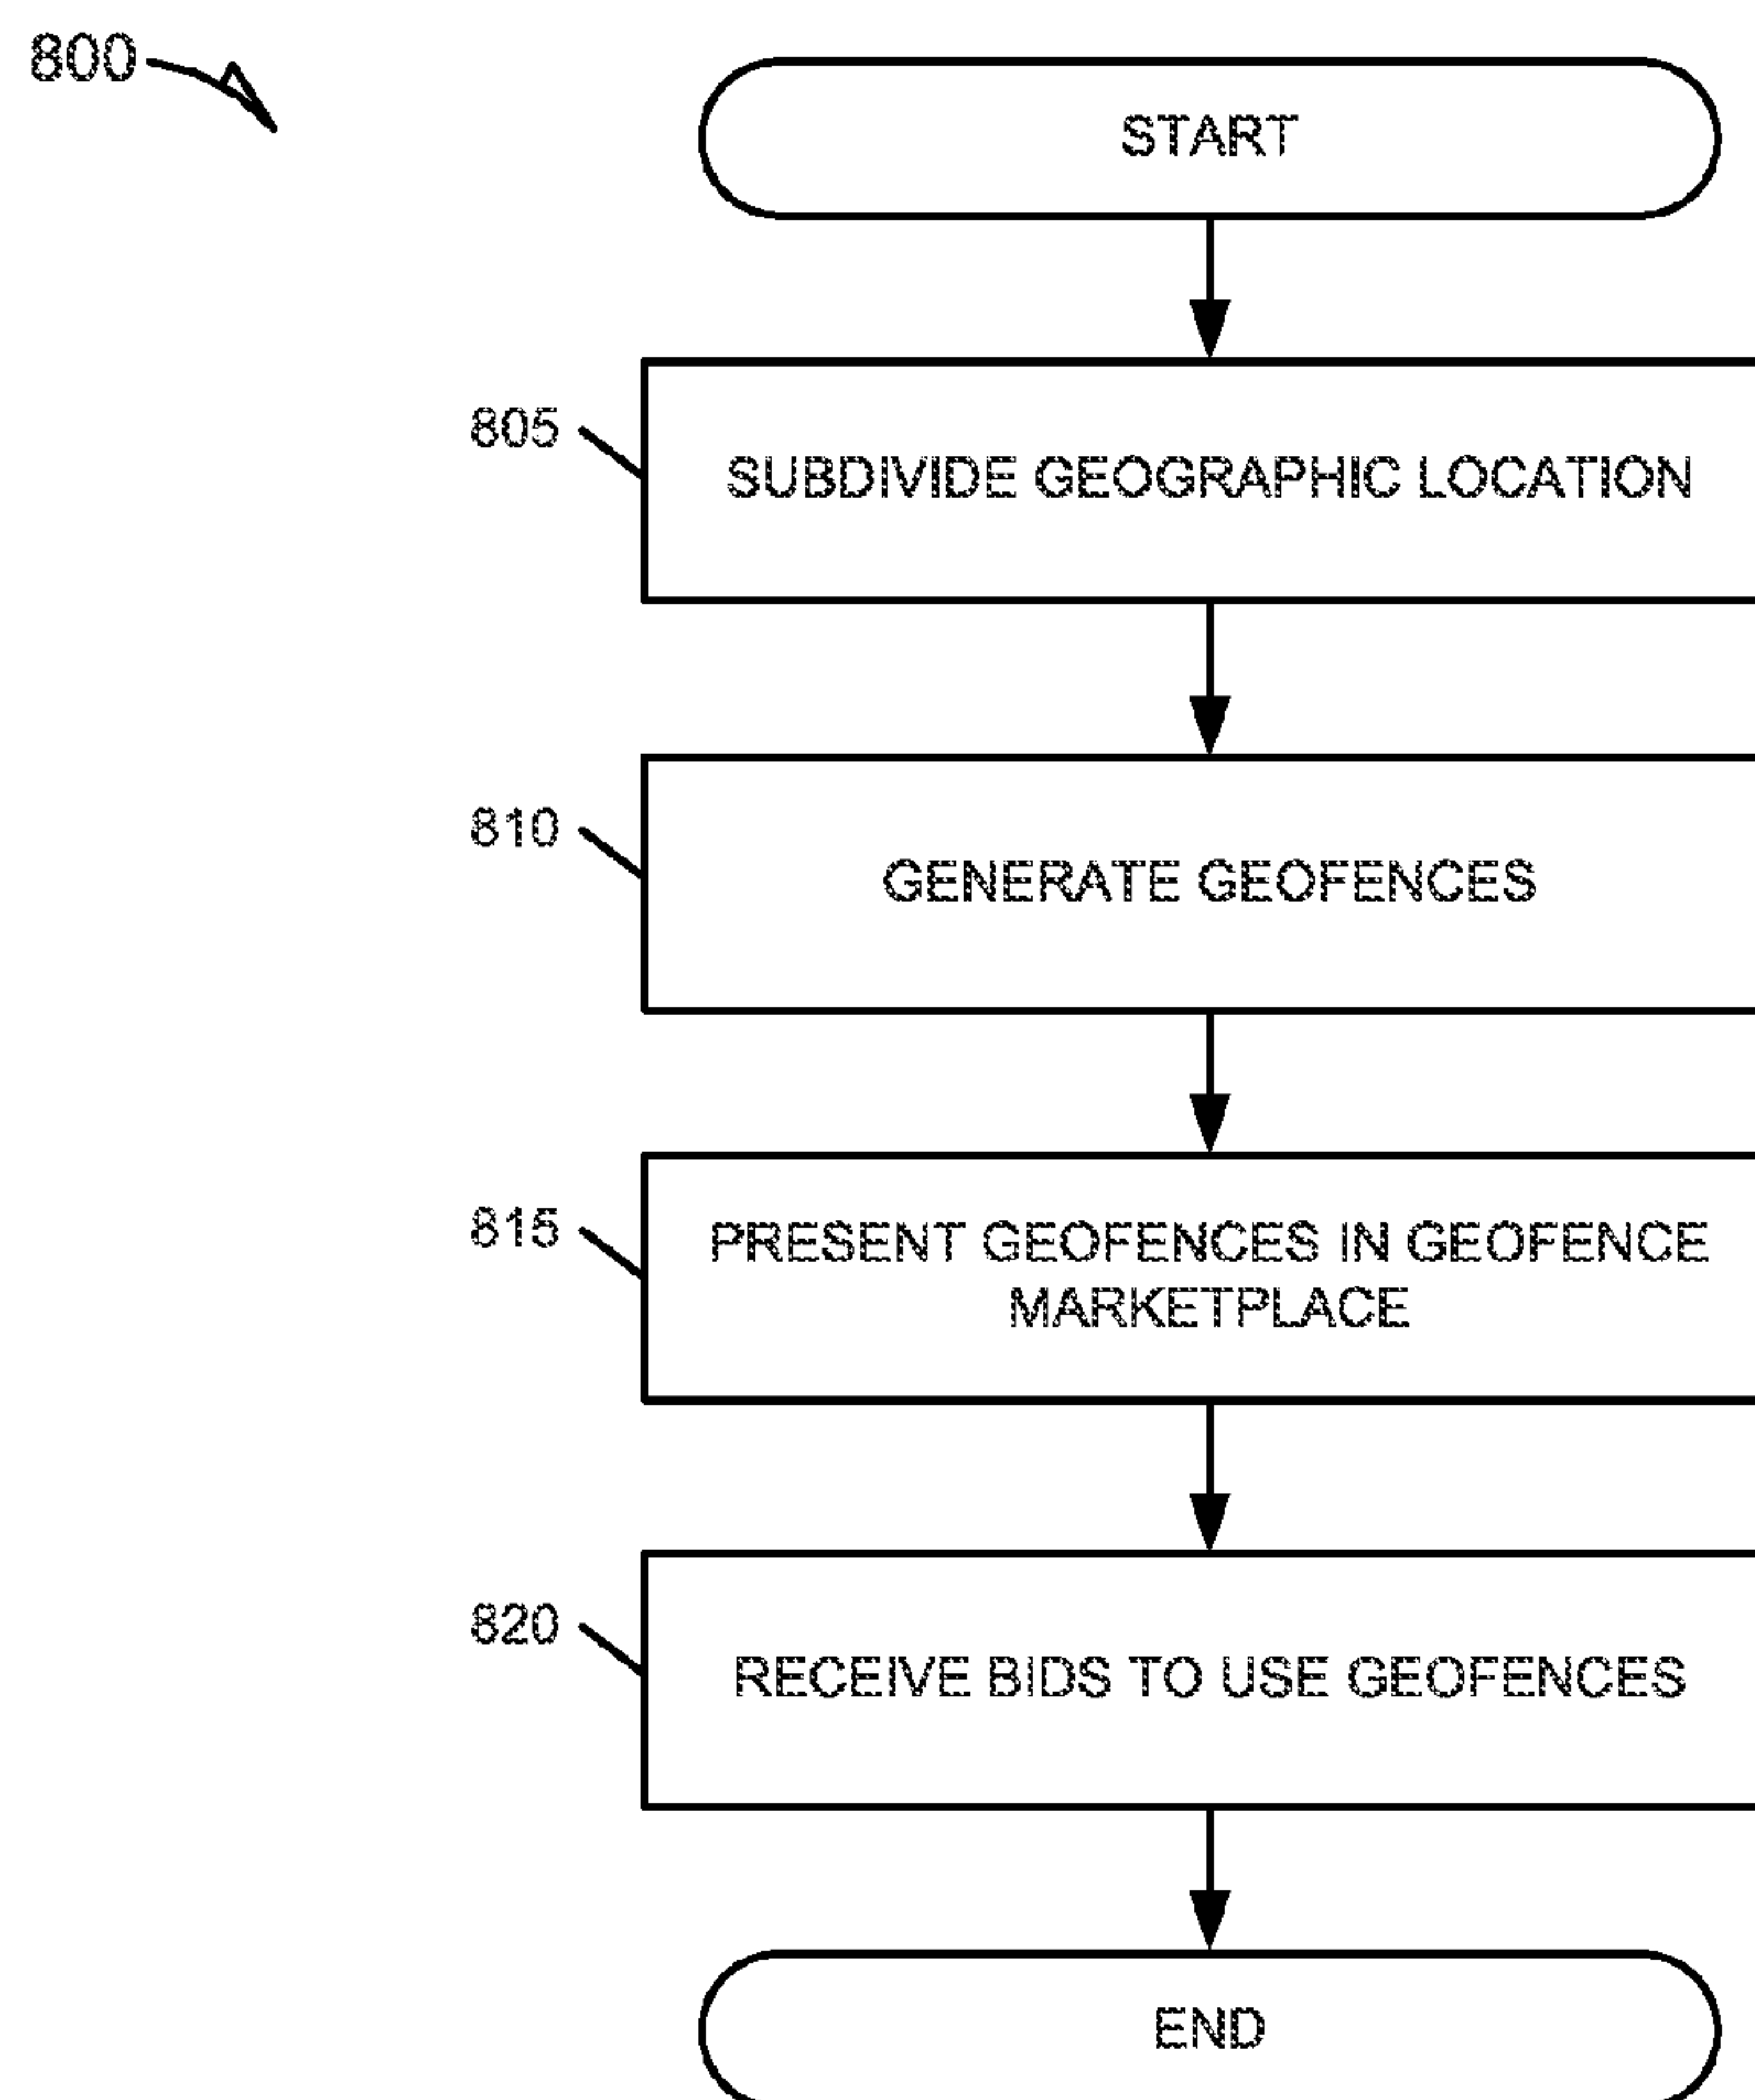 800
START
805
SUBDIVIDE GEOGRAPHIC LOCATION
810
GENERATE GEOFENCES
815
PRESENT GEOFENCES IN GEOFENCE
MARKETPLACE
820
RECEIVE BIDS TO USE GEOFENCES
END